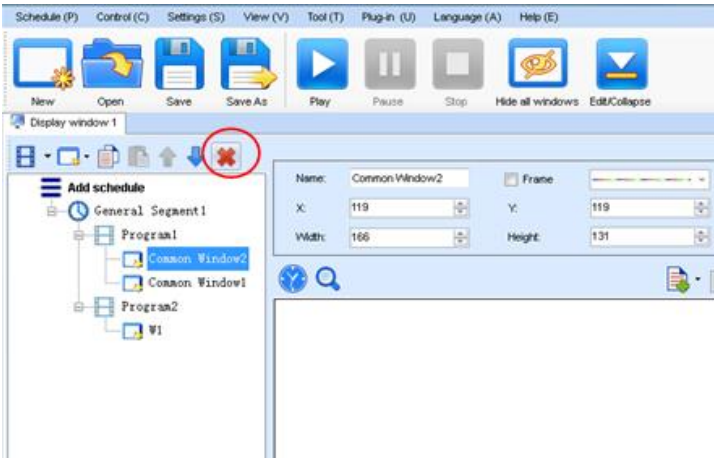 Schedule (P) Control (C) Settings (S) View (V) Tool (T) Plug-in (U) Language (A) Help (E)
New Open Save Save As Play Pause Stop Hide all windows Edit/Collapse
Display window 1
Add schedule
General Segment1
Program1
Common Window2
Common Window1
Program2
W1
Name: Common Window2 Frame
X: 119 Y: 119
Width: 166 Height: 131